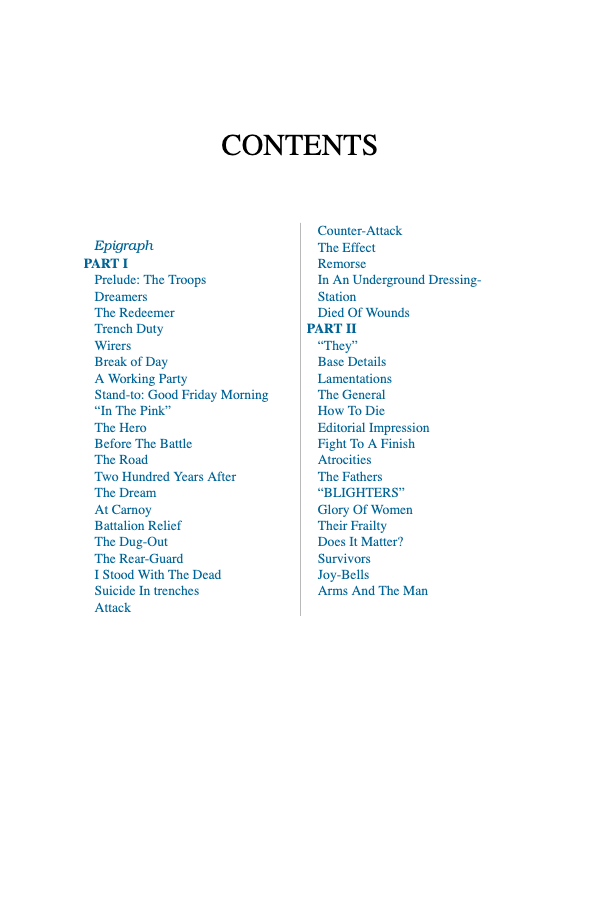 CONTENTS
Epigraph
PART I
Prelude: The Troops
Dreamers
The Redeemer
Trench Duty
Wirers
Break of Day
A Working Party
Stand-to: Good Friday Morning
“In The Pink”
The Hero
Before The Battle
The Road
Two Hundred Years After
The Dream
At Carnoy
Battalion Relief
The Dug-Out
The Rear-Guard
I Stood With The Dead
Suicide In trenches
Attack
Counter-Attack
The Effect
Remorse
In An Underground Dressing-
Station
Died Of Wounds
PART II
“They”
Base Details
Lamentations
The General
How To Die
Editorial Impression
Fight To A Finish
Atrocities
The Fathers
“BLIGHTERS”
Glory Of Women
Their Frailty
Does It Matter?
Survivors
Joy-Bells
Arms And The Man